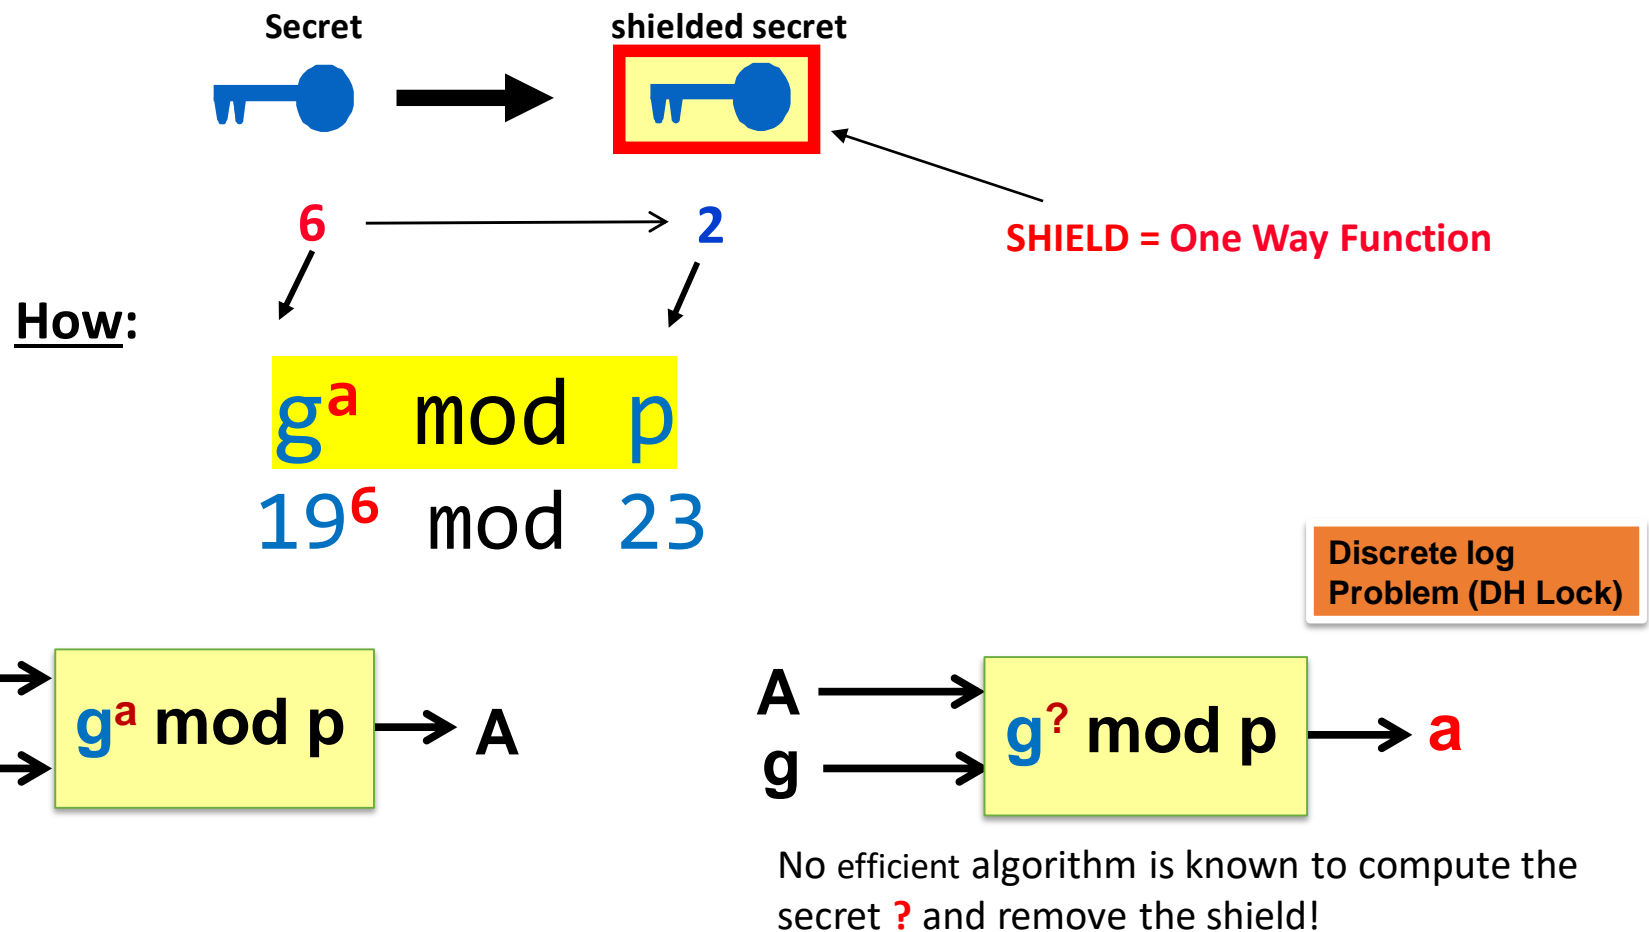 Secret
shielded secret
6
2
SHIELD = One Way Function
How:
gᵃ mod p
19⁶ mod 23
Discrete log
Problem (DH Lock)
gᵃ mod p
A
A
g
g? mod p
a
No efficient algorithm is known to compute the
secret ? and remove the shield!